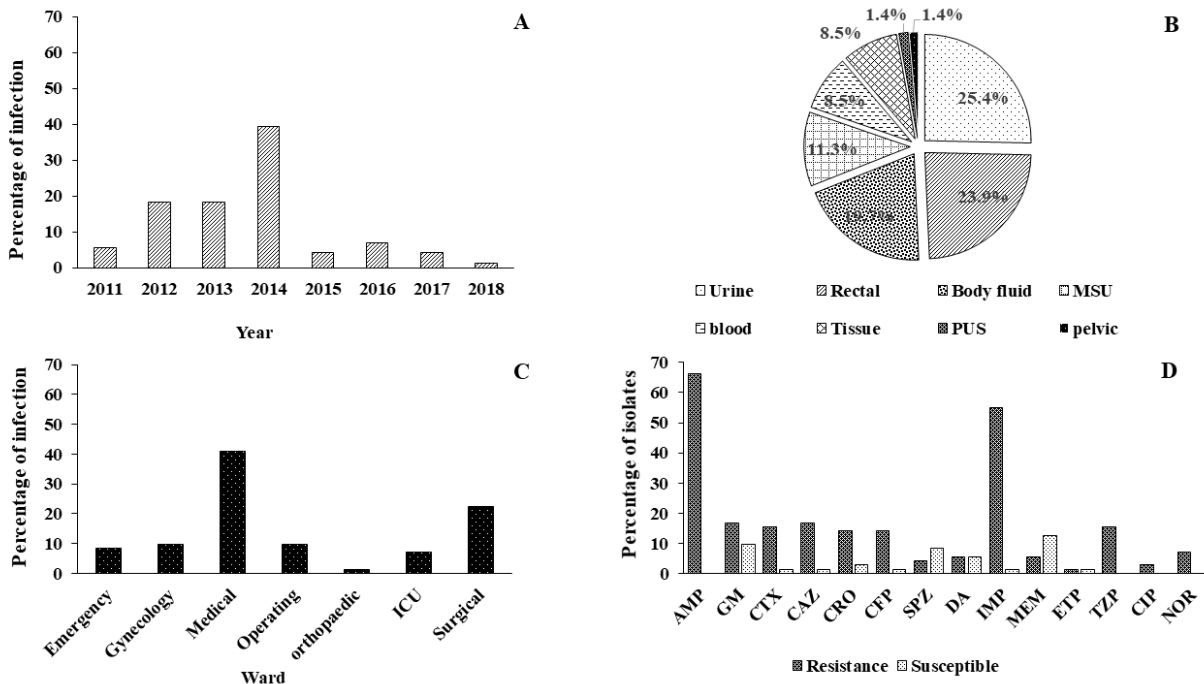 A
Percentage of infection
70
60
50
40
30
20
10
0
2011 2012 2013 2014 2015 2016 2017 2018
Year
B
1.4% 1.4%
8.5%
8.5%
25.4%
11.3%
23.9%
Urine Rectal Body fluid MSU
blood Tissue PUS pelvic
C
Percentage of infection
70
60
50
40
30
20
10
0
Emergency Gynecology Medical Operating orthopaedic ICU Surgical
Ward
D
Percentage of isolates
70
60
50
40
30
20
10
0
AMP GM CTX CAZ CRO CFP SPZ DA IMP MEM ETP TZP CIP NOR
Resistance Susceptible